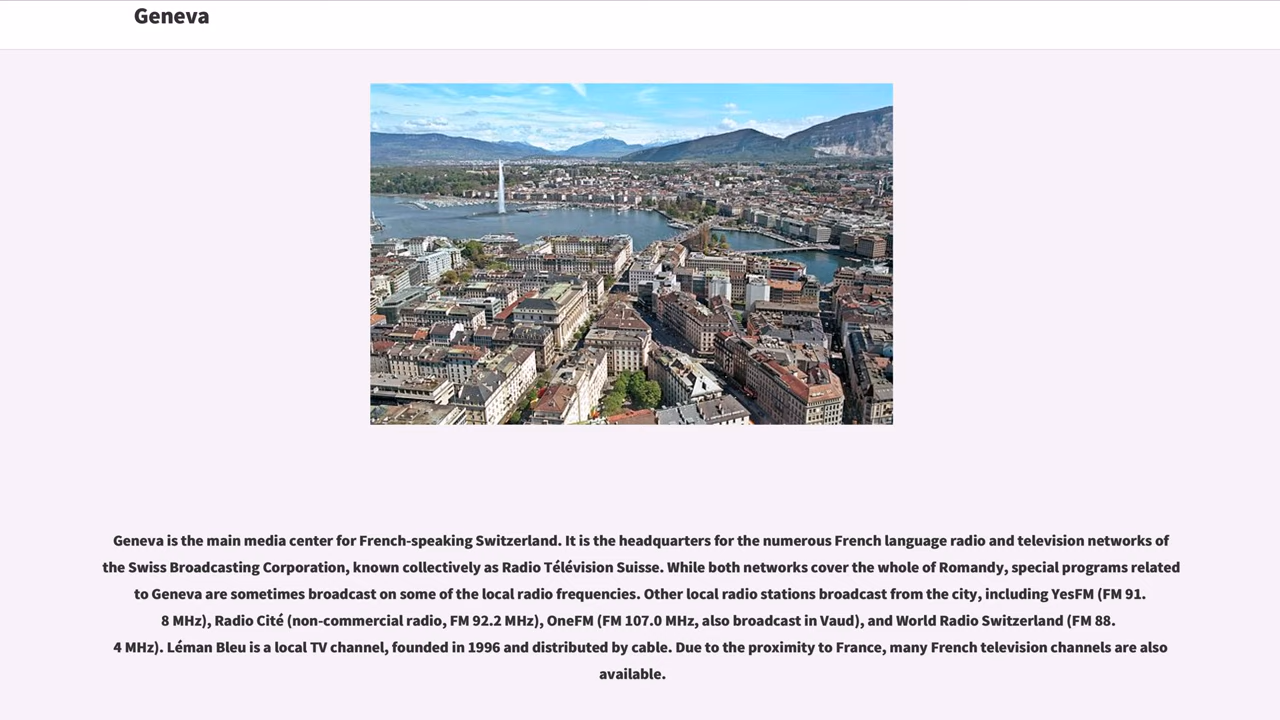 Geneva
Geneva is the main media center for French-speaking Switzerland. It is the headquarters for the numerous French language radio and television networks of
the Swiss Broadcasting Corporation, known collectively as Radio Télévision Suisse. While both networks cover the whole of Romandy, special programs related
to Geneva are sometimes broadcast on some of the local radio frequencies. Other local radio stations broadcast from the city, including YesFM (FM 91.
8 MHz), Radio Cité (non-commercial radio, FM 92.2 MHz), OneFM (FM 107.0 MHz, also broadcast in Vaud), and World Radio Switzerland (FM 88.
4 MHz). Léman Bleu is a local TV channel, founded in 1996 and distributed by cable. Due to the proximity to France, many French television channels are also
available.